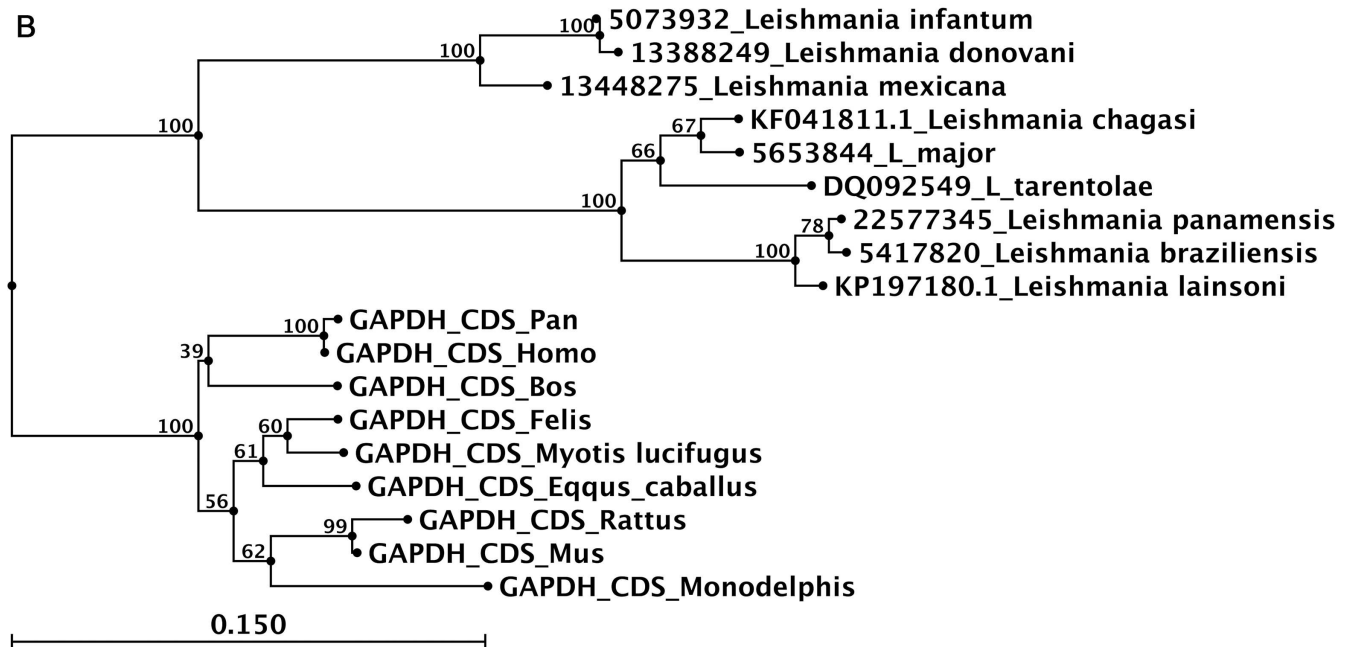 B
100 5073932_Leishmania infantum
100 13388249_Leishmania donovani
13448275_Leishmania mexicana
100 67 KF041811.1_Leishmania chagasi
66 5653844_L_major
DQ092549_L_tarentolae
100 78 22577345_Leishmania panamensis
100 5417820_Leishmania braziliensis
KP197180.1_Leishmania lainsoni
100 GAPDH_CDS_Pan
39 GAPDH_CDS_Homo
GAPDH_CDS_Bos
100 60 GAPDH_CDS_Felis
61 GAPDH_CDS_Myotis lucifugus
GAPDH_CDS_Eqqus_caballus
56 99 GAPDH_CDS_Rattus
62 GAPDH_CDS_Mus
GAPDH_CDS_Monodelphis
0.150